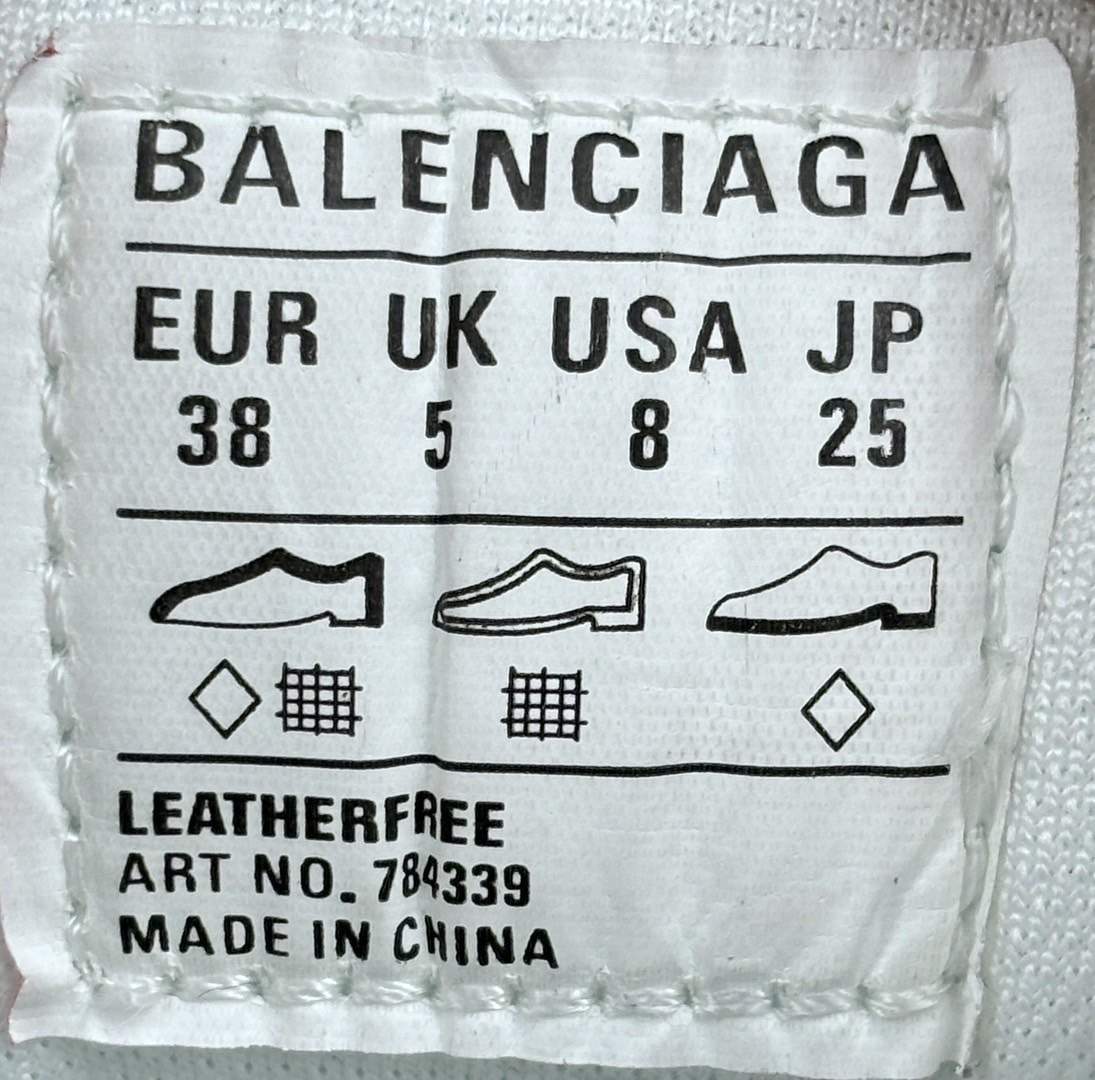 BALENCIAGA
EUR UK USA JP
38 5 8 25
LEATHERFREE
ART NO. 784339
MADE IN CHINA